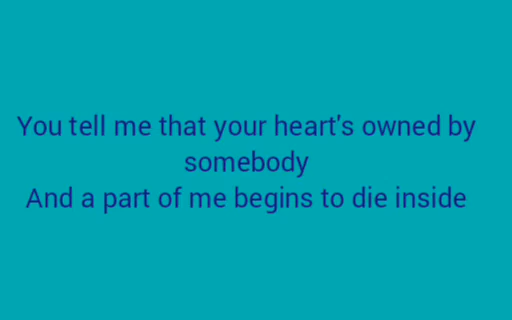 You tell me that your heart's owned by
somebody
And a part of me begins to die inside